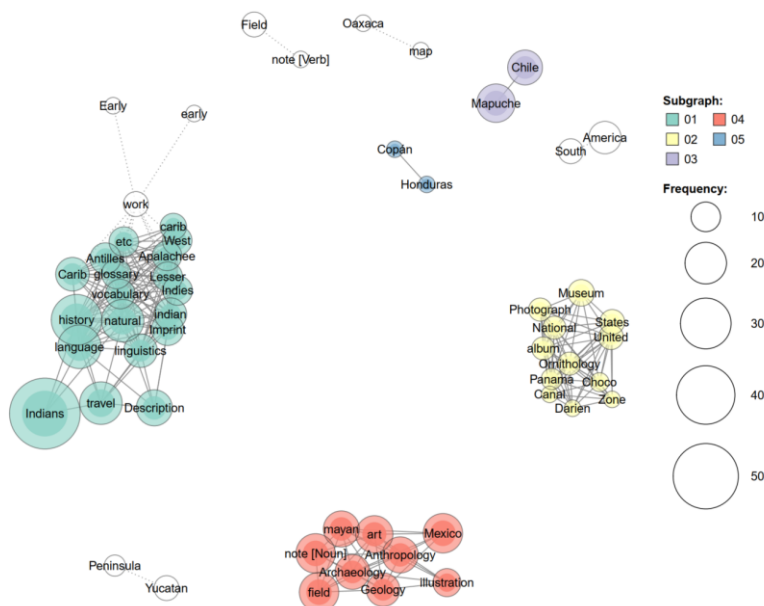 Field
note [Verb]
Oaxaca
map
Chile
Mapuche
South
America
Copán
Honduras
Early
early
work
carib
etc
West
Antilles
Apalachee
Carib
glossary
Lesser
vocabulary
Indies
history
natural
indian
Imprint
language
linguistics
Indians
travel
Description
Museum
Photograph
National
States
United
album
Ornithology
Panama
Choco
Canal
Zone
Darien
Peninsula
Yucatan
mayan
art
Mexico
note [Noun]
Anthropology
Archaeology
Illustration
field
Geology
Subgraph:
01 04
02 05
03
Frequency:
10
20
30
40
50